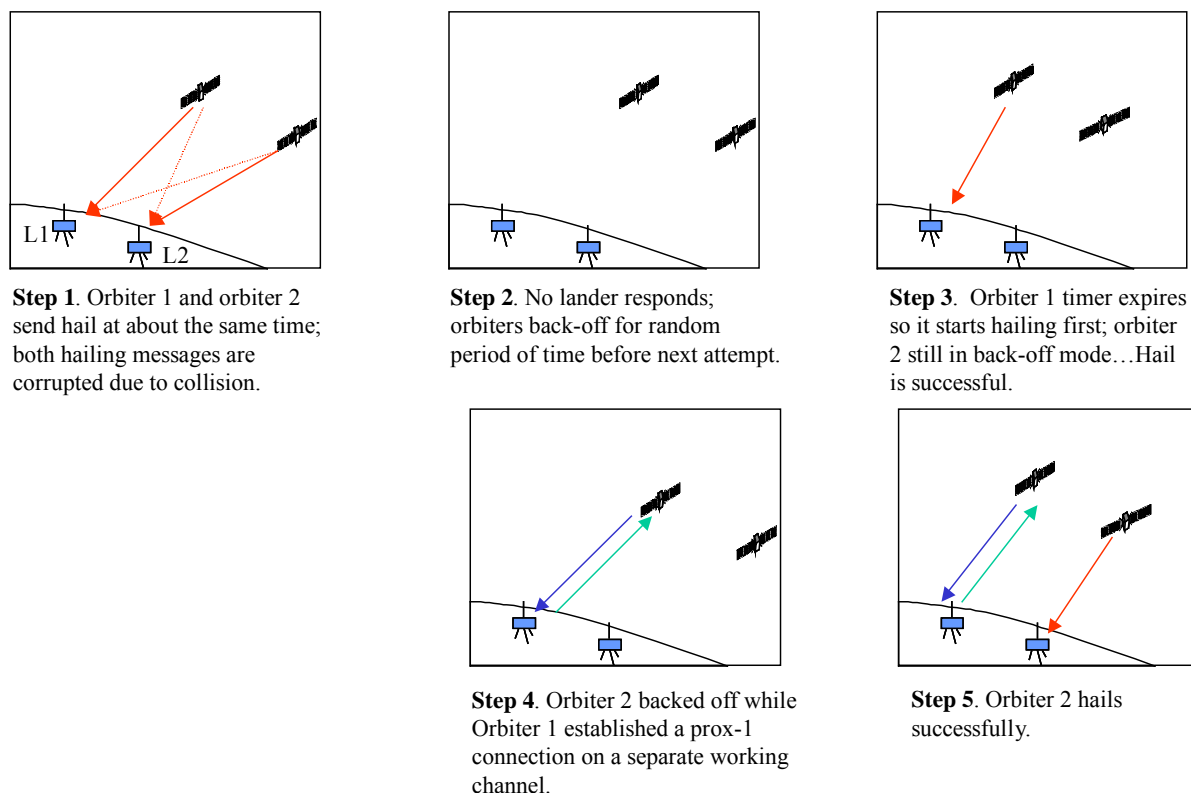 L1
L2
Step 1. Orbiter 1 and orbiter 2
send hail at about the same time;
both hailing messages are
corrupted due to collision.
Step 2. No lander responds;
orbiters back-off for random
period of time before next attempt.
Step 3.  Orbiter 1 timer expires
so it starts hailing first; orbiter
2 still in back-off mode…Hail
is successful.
Step 4. Orbiter 2 backed off while
Orbiter 1 established a prox-1
connection on a separate working
channel.
Step 5. Orbiter 2 hails
successfully.